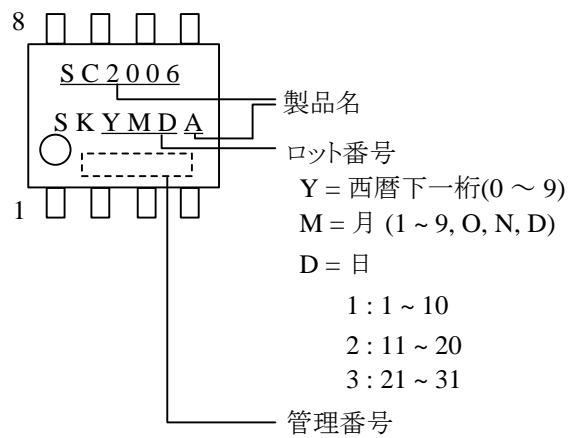 8
SC2006
SKYMDA
1
製品名
ロット番号
Y = 西暦下一桁(0 ～ 9)
M = 月 (1 ~ 9, O, N, D)
D = 日
1 : 1 ~ 10
2 : 11 ~ 20
3 : 21 ~ 31
管理番号